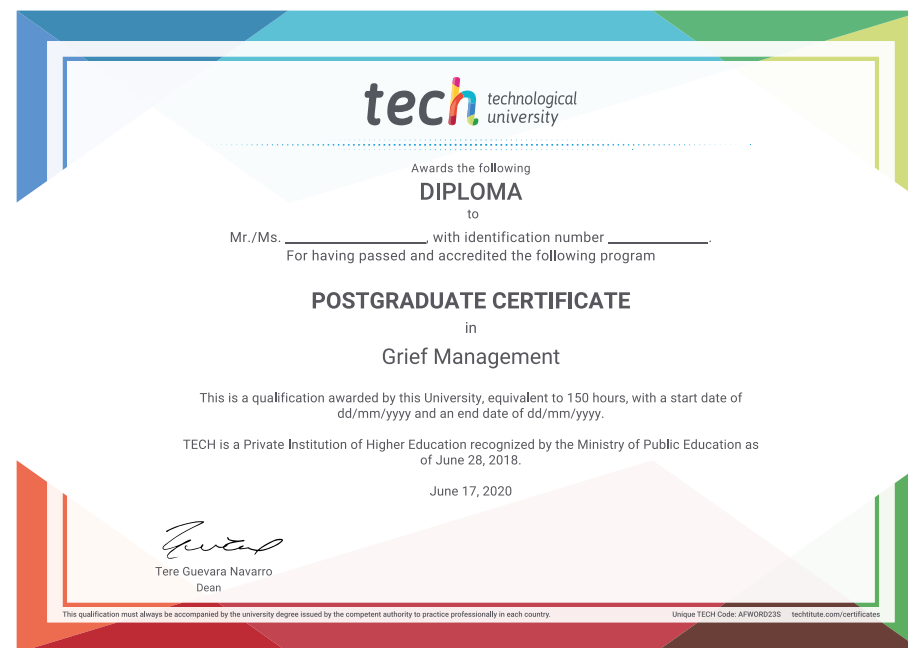 tech technological
university
Awards the following
DIPLOMA
to
Mr./Ms. ____________, with identification number ____________.
For having passed and accredited the following program
POSTGRADUATE CERTIFICATE
in
Grief Management
This is a qualification awarded by this University, equivalent to 150 hours, with a start date of
dd/mm/yyyy and an end date of dd/mm/yyyy.
TECH is a Private Institution of Higher Education recognized by the Ministry of Public Education as
of June 28, 2018.
June 17, 2020
Tere Guevara Navarro
Dean
This qualification must always be accompanied by the university degree issued by the competent authority to practice professionally in each country. Unique TECH Code: AFWORD23S techtitute.com/certificates